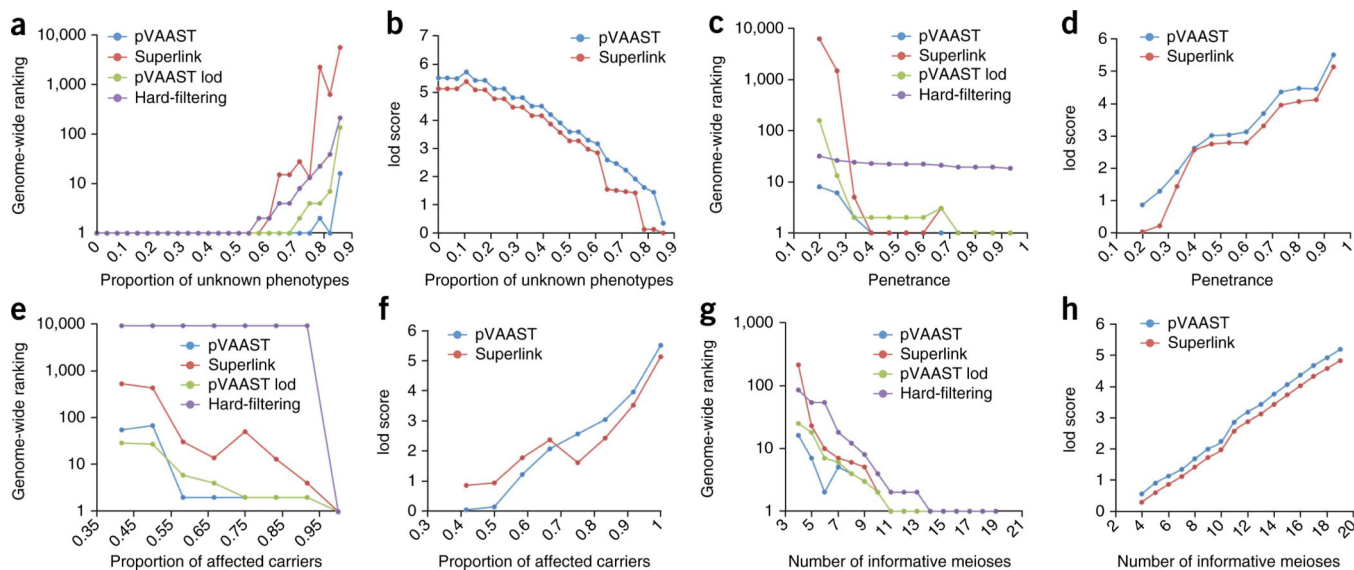 a
Genome-wide ranking
10,000
1,000
100
10
1
pVAAST
Superlink
pVAAST lod
Hard-filtering
0
0.1
0.2
0.3
0.4
0.5
0.6
0.7
0.8
0.9
Proportion of unknown phenotypes
b
lod score
7
6
5
4
3
2
1
0
pVAAST
Superlink
0
0.1
0.2
0.3
0.4
0.5
0.6
0.7
0.8
0.9
Proportion of unknown phenotypes
c
Genome-wide ranking
10,000
1,000
100
10
1
pVAAST
Superlink
pVAAST lod
Hard-filtering
0.1
0.2
0.3
0.4
0.5
0.6
0.7
0.8
0.9
1
Penetrance
d
lod score
6
5
4
3
2
1
0
pVAAST
Superlink
0.1
0.2
0.3
0.4
0.5
0.6
0.7
0.8
0.9
1
Penetrance
e
Genome-wide ranking
10,000
1,000
100
10
1
pVAAST
Superlink
pVAAST lod
Hard-filtering
0.35
0.45
0.55
0.65
0.75
0.85
0.95
Proportion of affected carriers
f
lod score
6
5
4
3
2
1
0
pVAAST
Superlink
0.3
0.4
0.5
0.6
0.7
0.8
0.9
1
Proportion of affected carriers
g
Genome-wide ranking
1,000
100
10
1
pVAAST
Superlink
pVAAST lod
Hard-filtering
3
5
7
9
11
13
15
17
19
21
Number of informative meioses
h
lod score
6
5
4
3
2
1
0
pVAAST
Superlink
2
4
6
8
10
12
14
16
18
20
Number of informative meioses